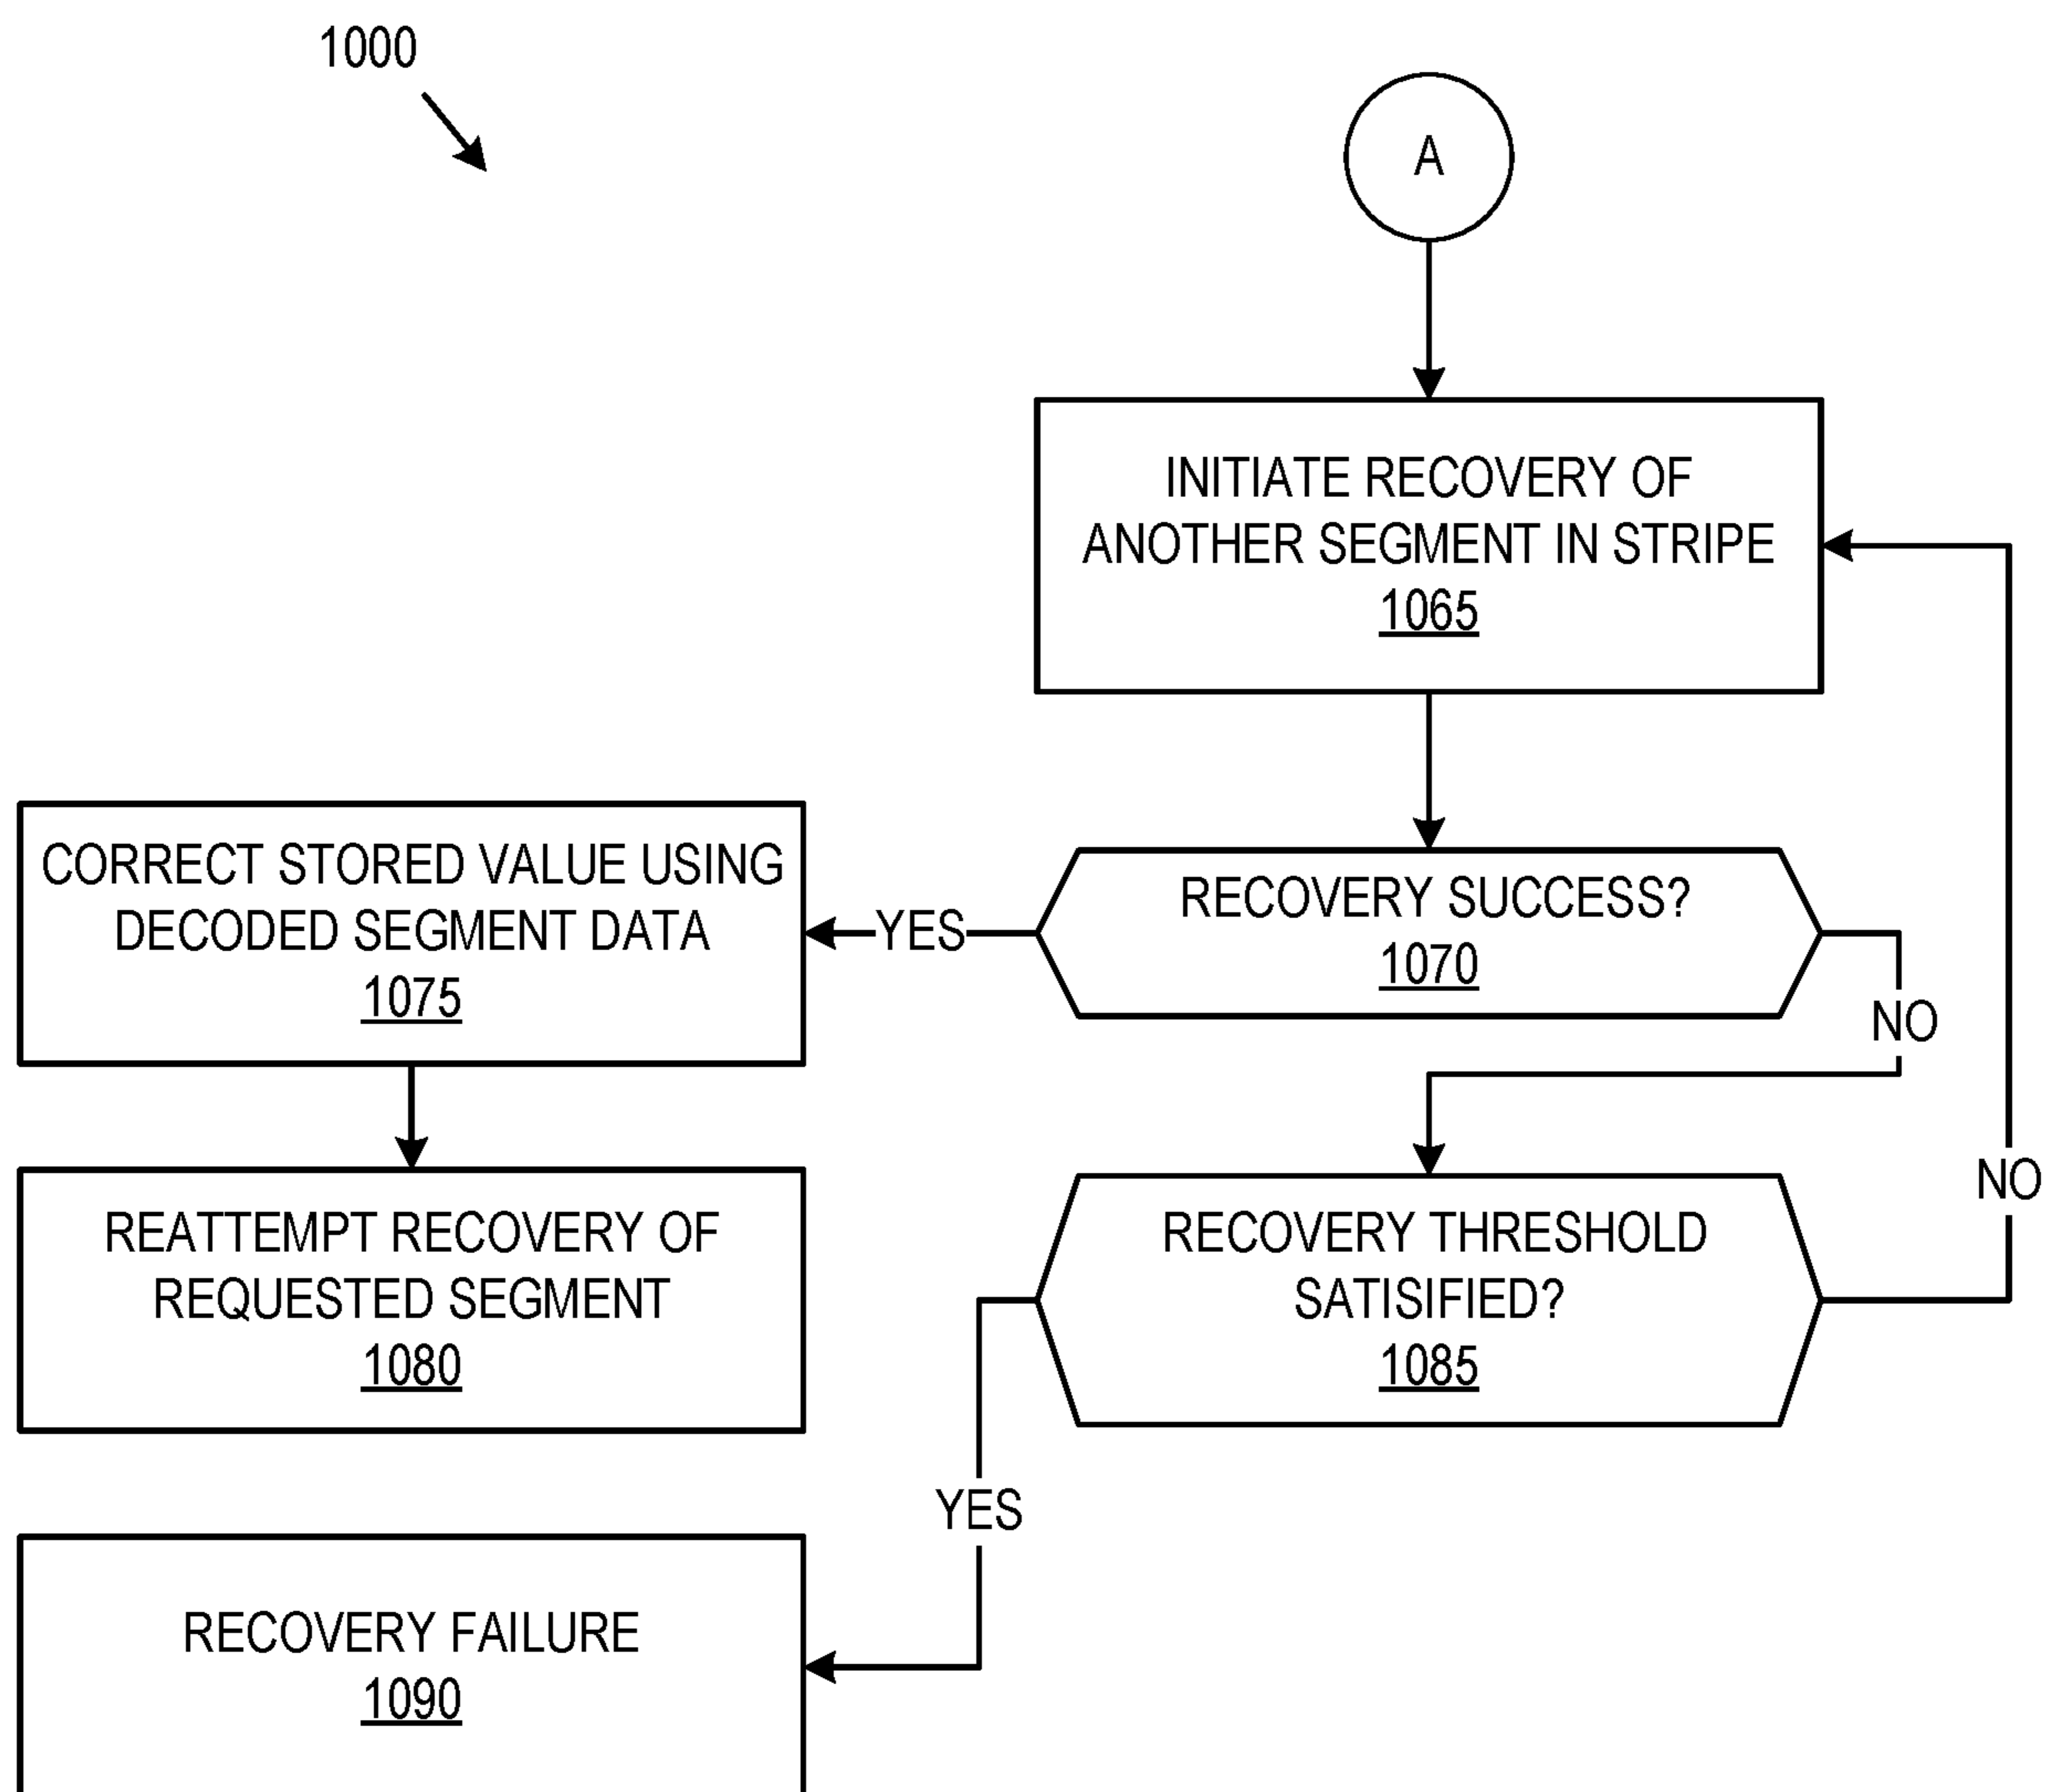 1000
A
INITIATE RECOVERY OF
ANOTHER SEGMENT IN STRIPE
1065
RECOVERY SUCCESS?
1070
YES
NO
CORRECT STORED VALUE USING
DECODED SEGMENT DATA
1075
REATTEMPT RECOVERY OF
REQUESTED SEGMENT
1080
RECOVERY THRESHOLD
SATISIFIED?
1085
NO
YES
RECOVERY FAILURE
1090